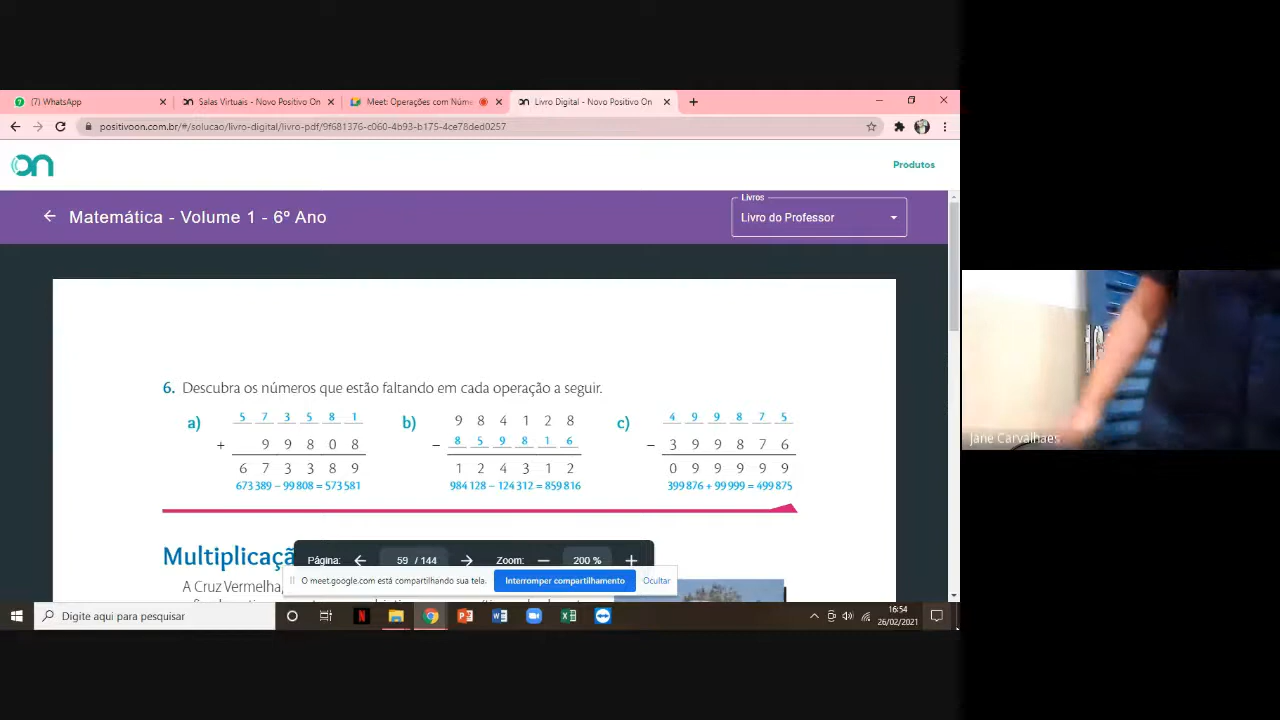 (7) WhatsApp
Salas Virtuais - Novo Positivo On
Meet: Operações com Núme
Livro Digital - Novo Positivo On
positivoon.com.br/#/solucao/livro-digital/livro-pdf/9f681376-c060-4b93-b175-4ce78ded0257
on
Produtos
Matemática - Volume 1 - 6º Ano
Livros
Livro do Professor
6. Descubra os números que estão faltando em cada operação a seguir.
a)
5 7 3 5 8 1
+ 9 9 8 0 8
6 7 3 3 8 9
673 389 – 99 808 = 573 581
b)
9 8 4 1 2 8
– 8 5 9 8 1 6
1 2 4 3 1 2
984 128 – 124 312 = 859 816
c)
4 9 9 8 7 5
– 3 9 9 8 7 6
0 9 9 9 9 9
399 876 + 99 999 = 499 875
Multiplicaçã
A Cruz Vermelha,
Página: 59 / 144 Zoom: 200 %
O meet.google.com está compartilhando sua tela. Interromper compartilhamento Ocultar
Digite aqui para pesquisar
16:54
26/02/2021
Jane Carvalhaes